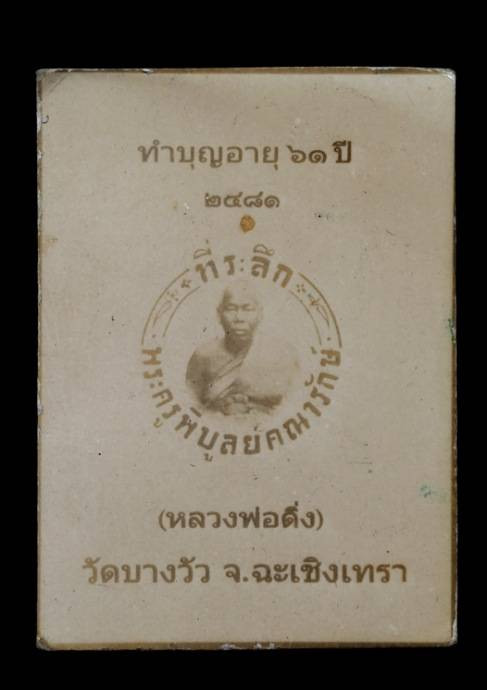 ทำบุญอายุ ๖๑ ปี
๒๔๘๑
ที่ระลึก
พระครูพิบูลย์คณารักษ์
(หลวงพ่อดิ่ง)
วัดบางวัว จ.ฉะเชิงเทรา